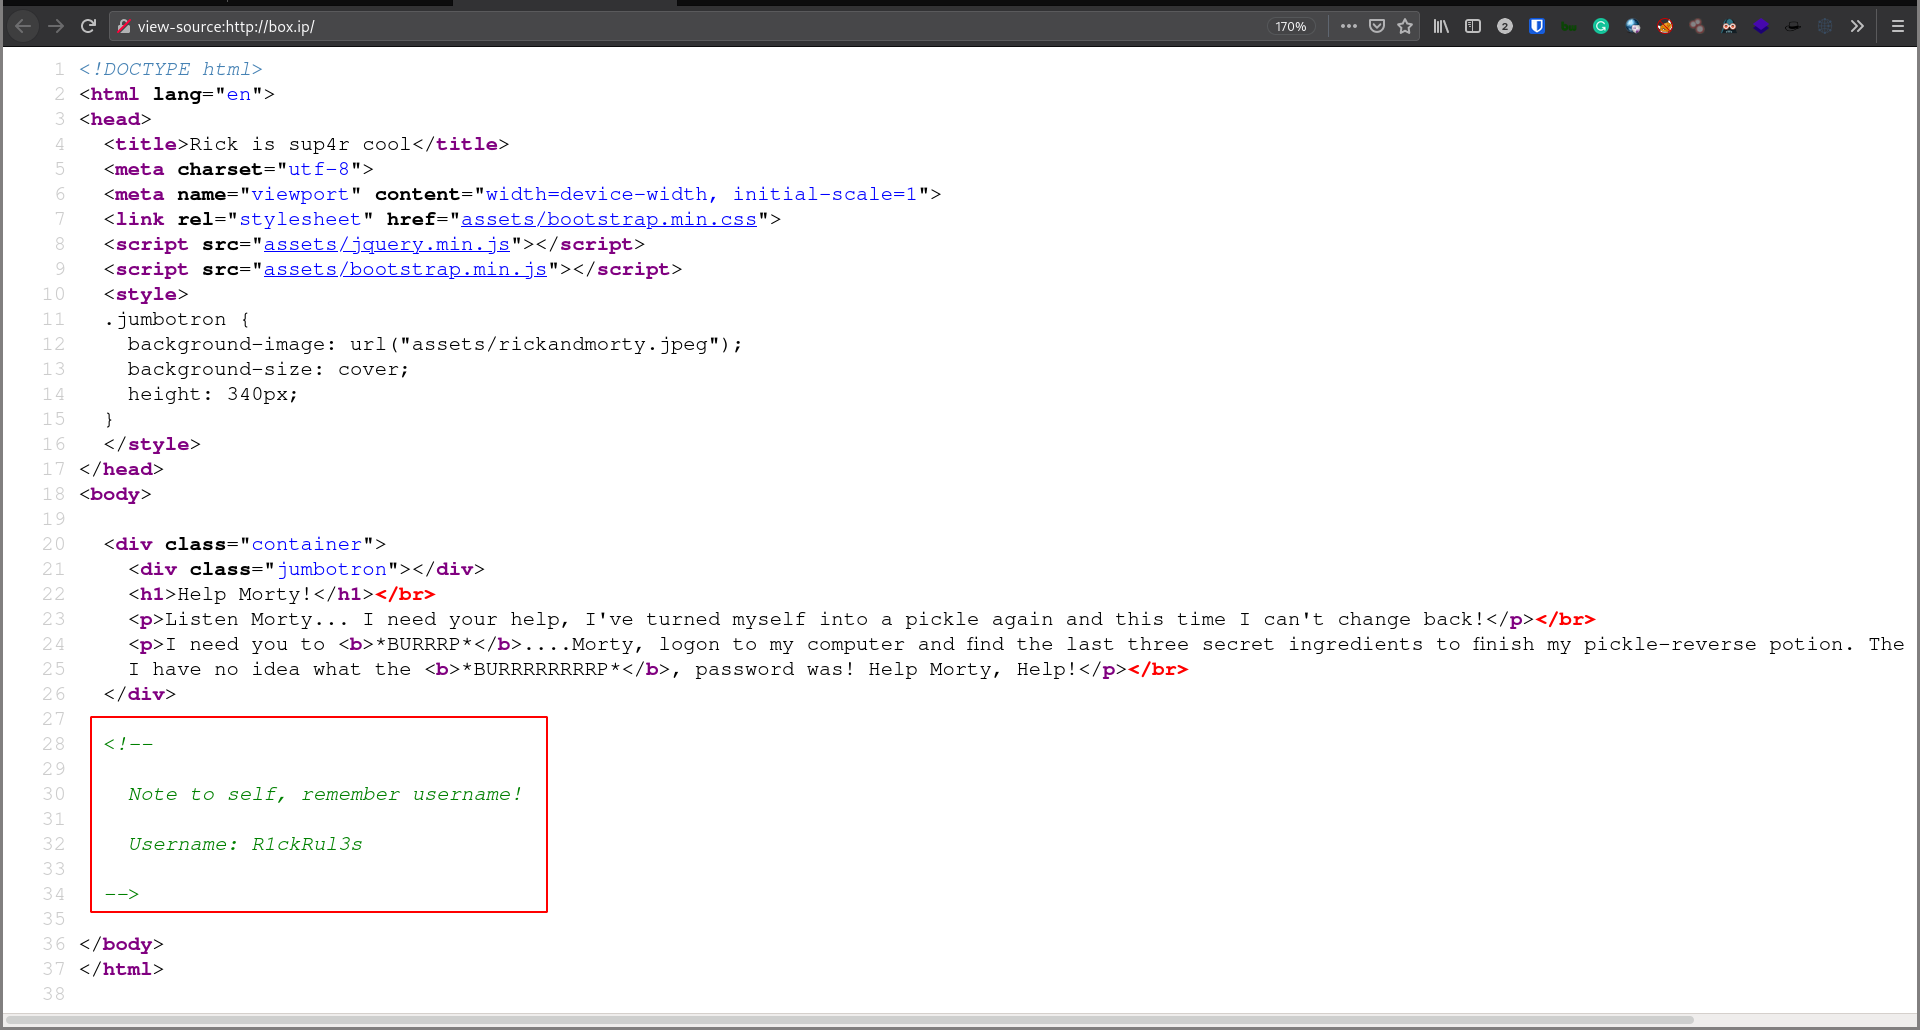 view-source:http://box.ip/
170%
2
1 <!DOCTYPE html>
2 <html lang="en">
3 <head>
4   <title>Rick is sup4r cool</title>
5   <meta charset="utf-8">
6   <meta name="viewport" content="width=device-width, initial-scale=1">
7   <link rel="stylesheet" href="assets/bootstrap.min.css">
8   <script src="assets/jquery.min.js"></script>
9   <script src="assets/bootstrap.min.js"></script>
10   <style>
11   .jumbotron {
12     background-image: url("assets/rickandmorty.jpeg");
13     background-size: cover;
14     height: 340px;
15   }
16   </style>
17 </head>
18 <body>
19
20   <div class="container">
21     <div class="jumbotron"></div>
22     <h1>Help Morty!</h1></br>
23     <p>Listen Morty... I need your help, I've turned myself into a pickle again and this time I can't change back!</p></br>
24     <p>I need you to <b>*BURRRP*</b>....Morty, logon to my computer and find the last three secret ingredients to finish my pickle-reverse potion. The
25     I have no idea what the <b>*BURRRRRRRRP*</b>, password was! Help Morty, Help!</p></br>
26   </div>
27
28   <!--
29
30     Note to self, remember username!
31
32     Username: R1ckRul3s
33
34   -->
35
36 </body>
37 </html>
38